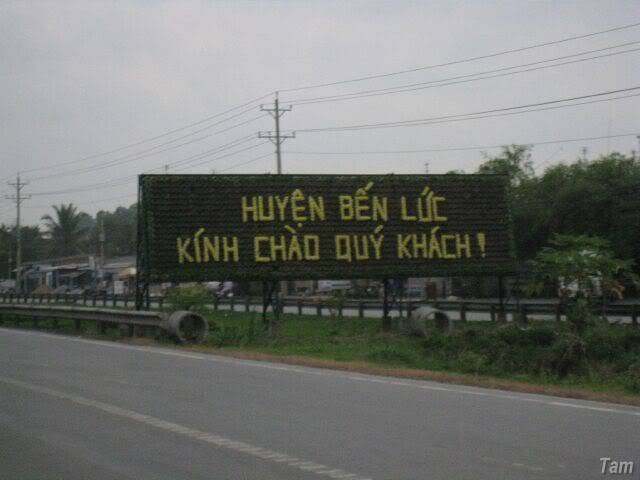 HUYỆN BẾN LỨC
KÍNH CHÀO QUÝ KHÁCH !
Tam